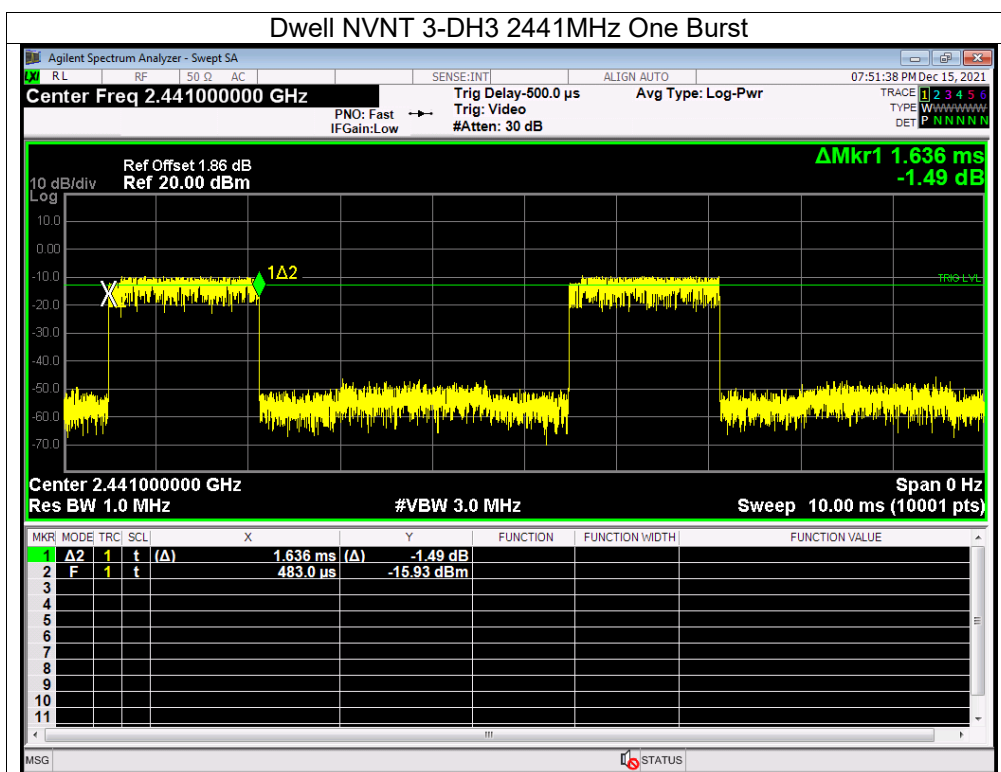 Dwell NVNT 3-DH3 2441MHz One Burst
Agilent Spectrum Analyzer - Swept SA
LXI RL RF 50 Ω AC SENSE:INT ALIGN AUTO 07:51:38 PM Dec 15, 2021
Center Freq 2.441000000 GHz Trig Delay-500.0 µs Avg Type: Log-Pwr TRACE 1 2 3 4 5 6
PNO: Fast Trig: Video TYPE WWWWWW
IFGain:Low #Atten: 30 dB DET P N N N N N
ΔMkr1 1.636 ms
-1.49 dB
Ref Offset 1.86 dB
10 dB/div Ref 20.00 dBm
Log
10.0
0.00
-10.0
1Δ2
TRIG LVL
-20.0
-30.0
-40.0
-50.0
-60.0
-70.0
Center 2.441000000 GHz Span 0 Hz
Res BW 1.0 MHz #VBW 3.0 MHz Sweep 10.00 ms (10001 pts)
MKR MODE TRC SCL X Y FUNCTION FUNCTION WIDTH FUNCTION VALUE
1 Δ2 1 t (Δ) 1.636 ms (Δ) -1.49 dB
2 F 1 t 483.0 µs -15.93 dBm
3
4
5
6
7
8
9
10
11
MSG STATUS